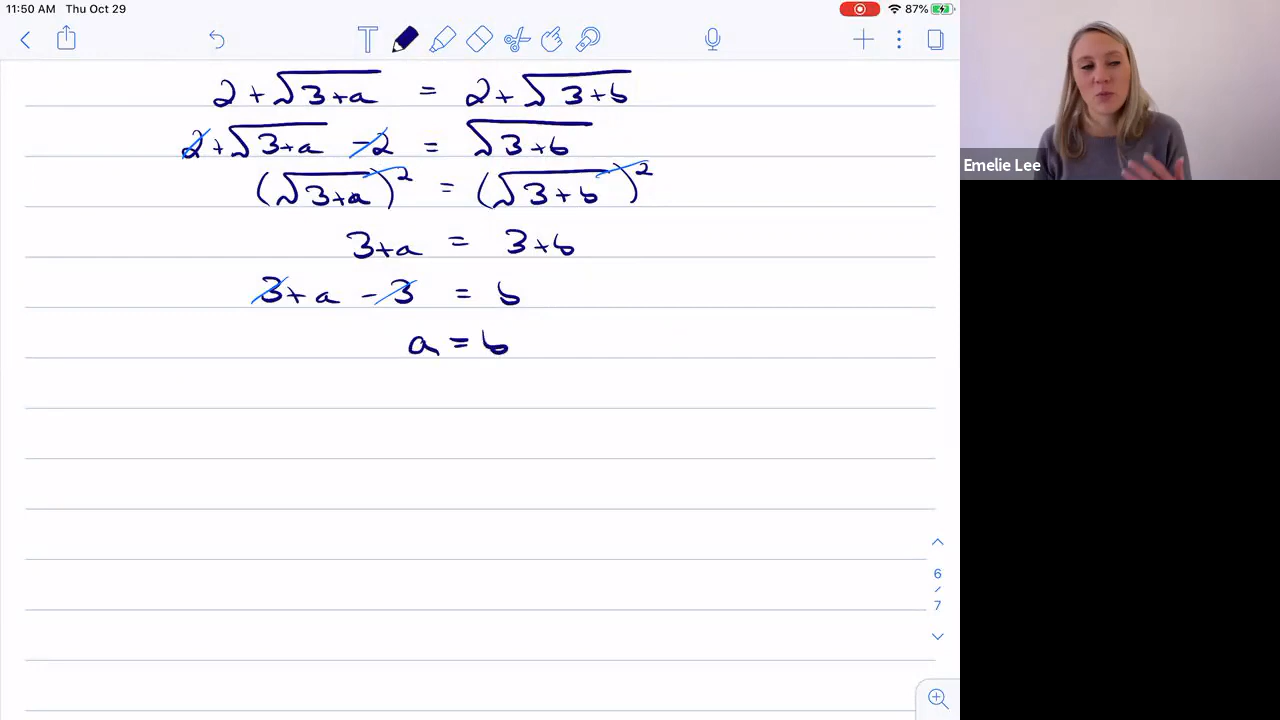 11:50 AM Thu Oct 29
87%
2 + √3+a = 2 + √3+b
2 + √3+a - 2 = √3+b
(√3+a)² = (√3+b)²
3+a = 3+b
3+a - 3 = b
a = b
Emelie Lee
6
/
7